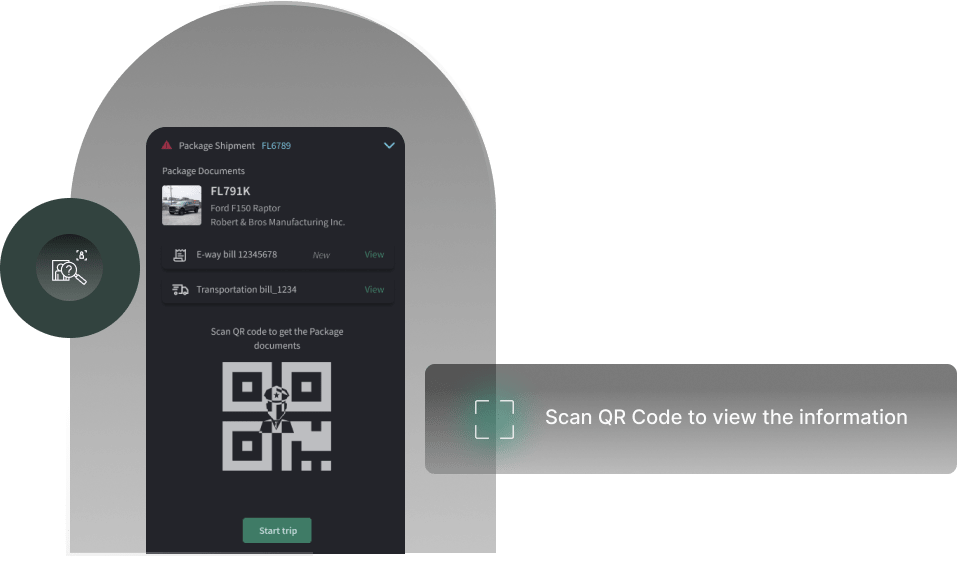 Package Shipment FL6789
Package Documents
FL791K
Ford F150 Raptor
Robert & Bros Manufacturing Inc.
E-way bill 12345678 New View
Transportation bill_1234 View
Scan QR code to get the Package
documents
Scan QR Code to view the information
Start trip